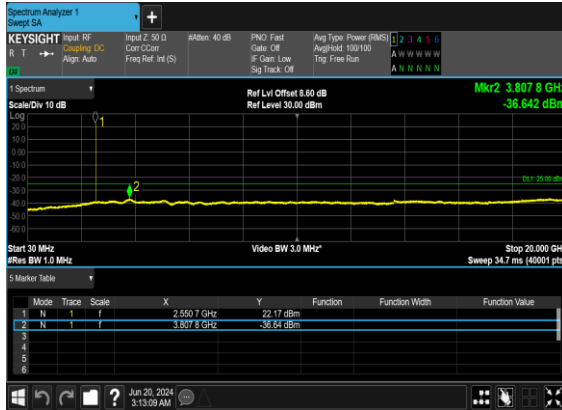 Spectrum Analyzer 1
Swept SA
KEYSIGHT
R T
Input: RF
Coupling: DC
Align: Auto
Input Z: 50 Ω
Corr CCorr
Freq Ref: Int (S)
#Atten: 40 dB
PNO: Fast
Gate: Off
IF Gain: Low
Sig Track: Off
Avg Type: Power (RMS)
Avg|Hold: 100/100
Trig: Free Run
1 2 3 4 5 6
A W W W W W
A N N N N N
1 Spectrum
Scale/Div 10 dB
Ref Lvl Offset 8.60 dB
Ref Level 30.00 dBm
Mkr2 3.807 8 GHz
-36.642 dBm
Log
20.0
10.0
0.00
-10.0
-20.0
-30.0
-40.0
-50.0
-60.0
1
2
DL1 -25.00 dBm
Start 30 MHz
#Res BW 1.0 MHz
Video BW 3.0 MHz*
Stop 20.000 GHz
Sweep 34.7 ms (40001 pts)
5 Marker Table
Mode Trace Scale X Y Function Function Width Function Value
1 N 1 f 2.550 7 GHz 22.17 dBm
2 N 1 f 3.807 8 GHz -36.64 dBm
3
4
5
6
?
Jun 20, 2024
3:13:09 AM